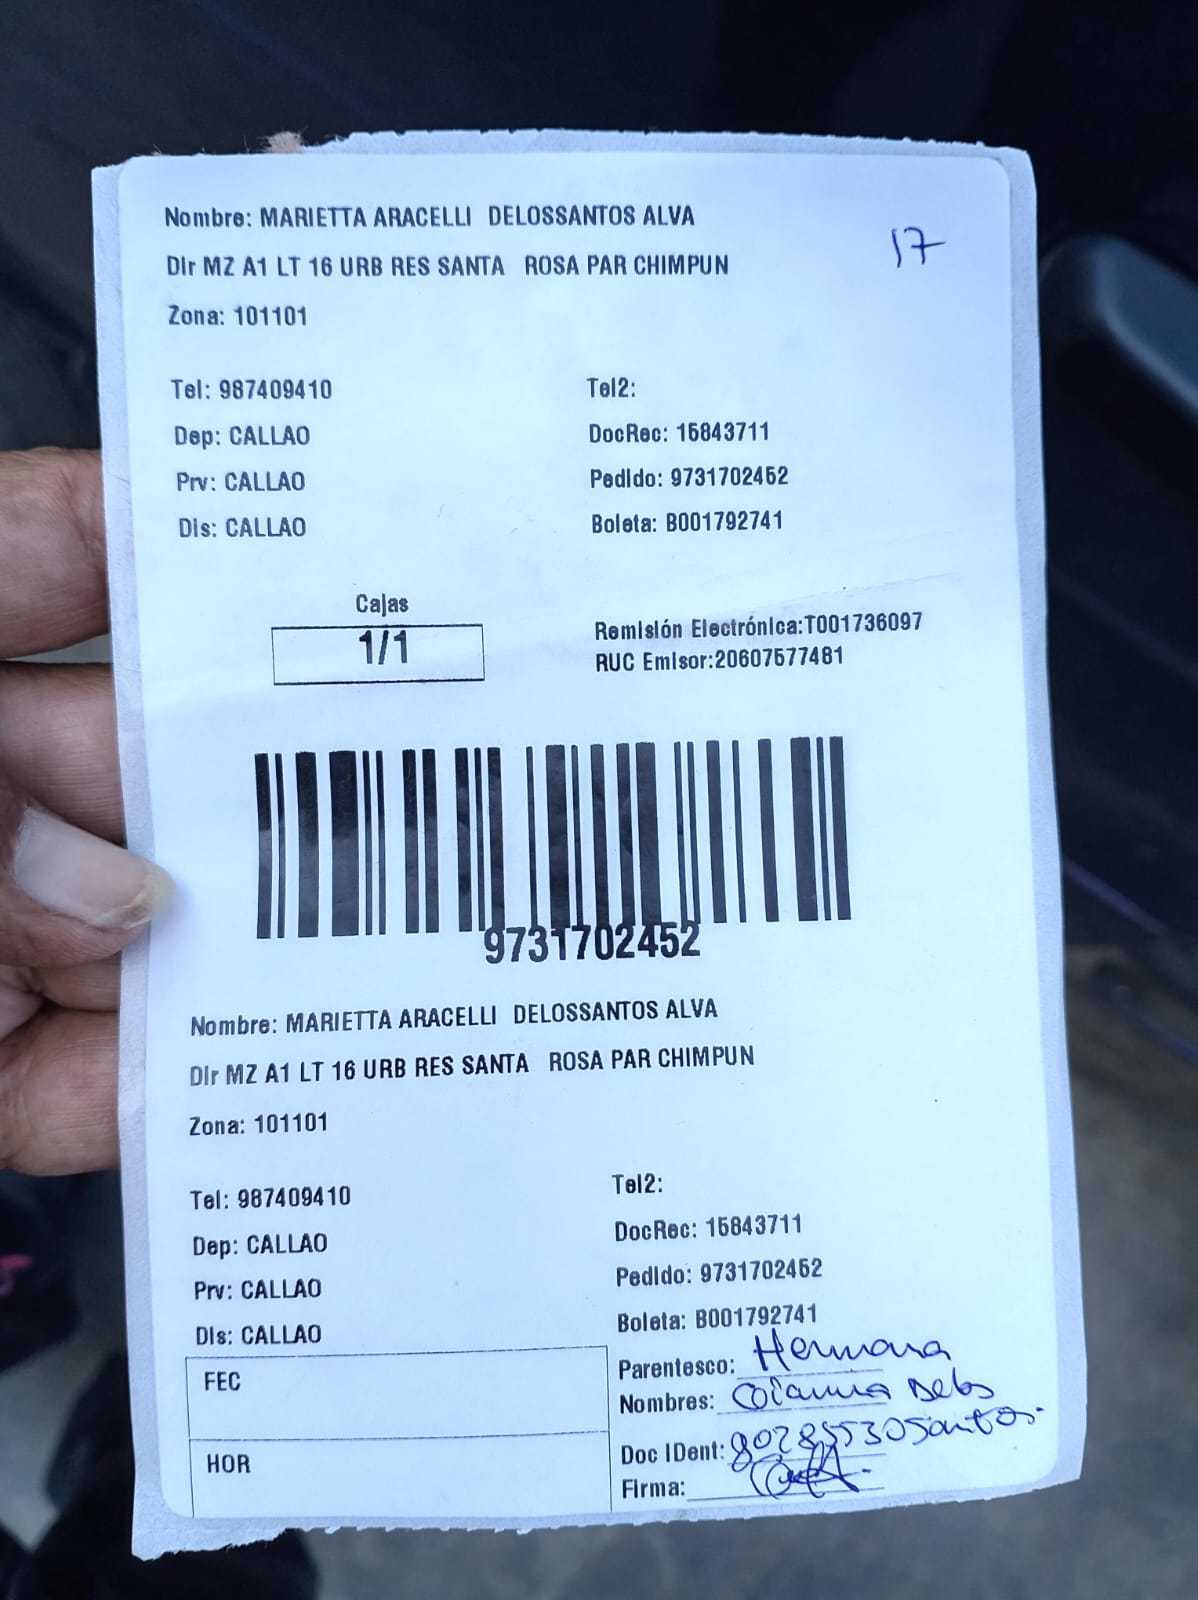 Nombre: MARIETTA ARACELLI DELOSSANTOS ALVA
17
Dir MZ A1 LT 16 URB RES SANTA ROSA PAR CHIMPUN
Zona: 101101
Tel: 987409410 Tel2:
Dep: CALLAO DocRec: 15843711
Prv: CALLAO Pedido: 9731702452
Dis: CALLAO Boleta: B001792741
Cajas
1/1
Remisión Electrónica:T001736097
RUC Emisor:20607577481
9731702452
Nombre: MARIETTA ARACELLI DELOSSANTOS ALVA
Dir MZ A1 LT 16 URB RES SANTA ROSA PAR CHIMPUN
Zona: 101101
Tel: 987409410 Tel2:
Dep: CALLAO DocRec: 15843711
Prv: CALLAO Pedido: 9731702452
Dis: CALLAO Boleta: B001792741
FEC
HOR
Parentesco: Hermana
Nombres: Delos
Santos.
Doc IDent: 80285530
Firma: